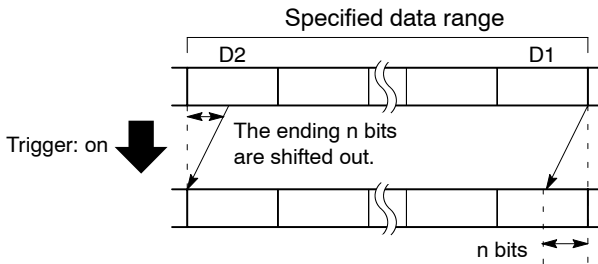 Specified data range
D2
D1
The ending n bits
are shifted out.
Trigger: on
n bits